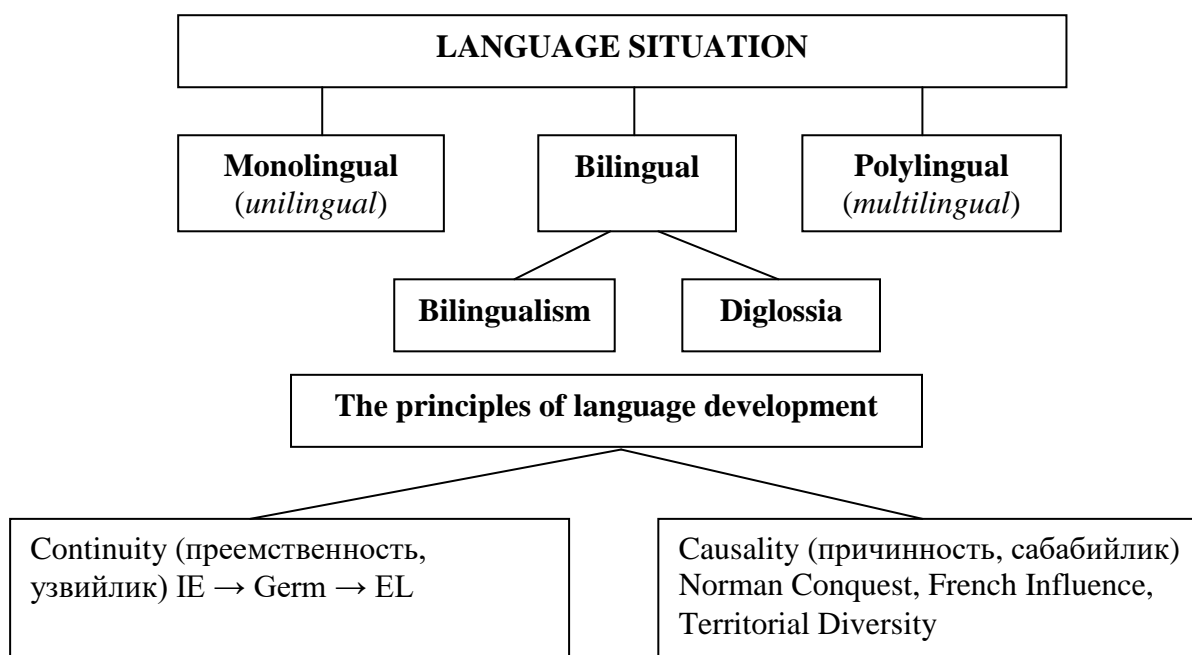 LANGUAGE SITUATION
Monolingual
(unilingual)
Bilingual
Polylingual
(multilingual)
Bilingualism
Diglossia
The principles of language development
Continuity (преемственность,
узвийлик) IE → Germ → EL
Causality (причинность, сабабийлик)
Norman Conquest, French Influence,
Territorial Diversity